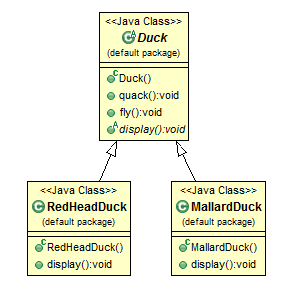 <<Java Class>>
Duck
(default package)
Duck()
quack():void
fly():void
display():void
<<Java Class>>
RedHeadDuck
(default package)
RedHeadDuck()
display():void
<<Java Class>>
MallardDuck
(default package)
MallardDuck()
display():void